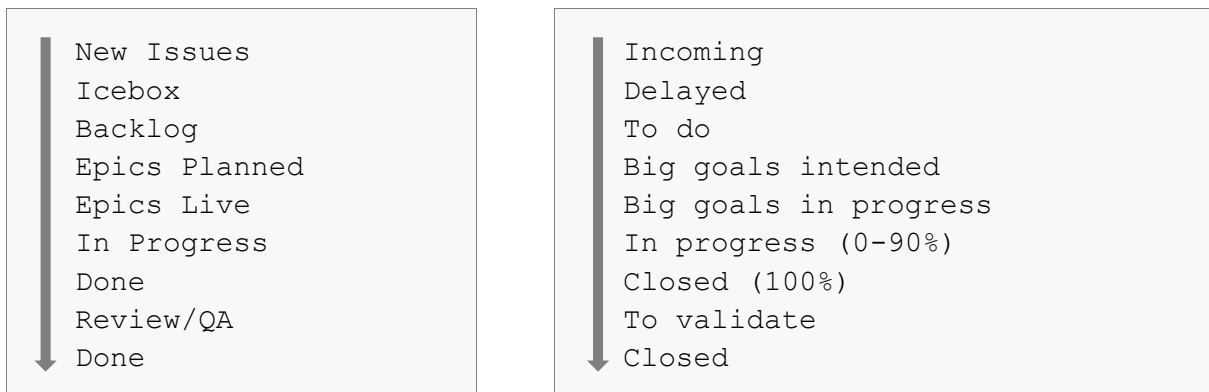 New Issues
Icebox
Backlog
Epics Planned
Epics Live
In Progress
Done
Review/QA
Done
Incoming
Delayed
To do
Big goals intended
Big goals in progress
In progress (0-90%)
Closed (100%)
To validate
Closed